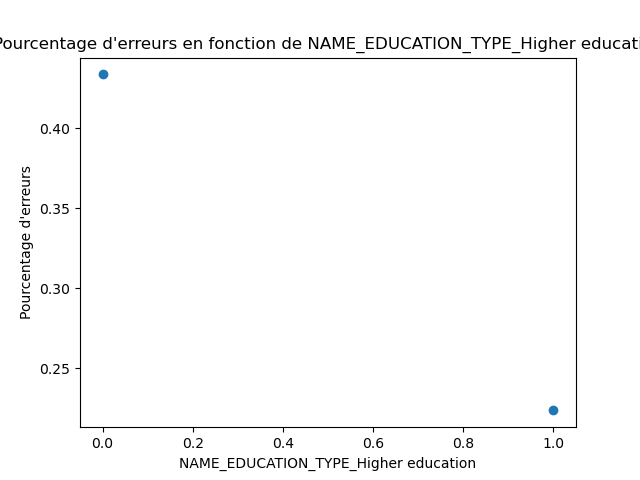 Pourcentage d'erreurs en fonction de NAME_EDUCATION_TYPE_Higher educati
0.40
0.35
0.30
0.25
Pourcentage d'erreurs
0.0 0.2 0.4 0.6 0.8 1.0
NAME_EDUCATION_TYPE_Higher education